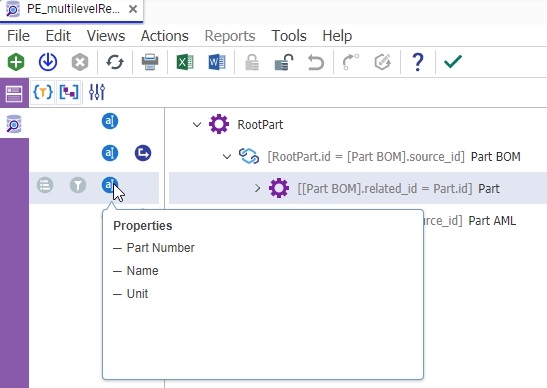 PE_multilevelRe...
File Edit Views Actions Reports Tools Help
RootPart
[RootPart.id = [Part BOM].source_id] Part BOM
[[Part BOM].related_id = Part.id] Part
urce_id] Part AML
Properties
Part Number
Name
Unit